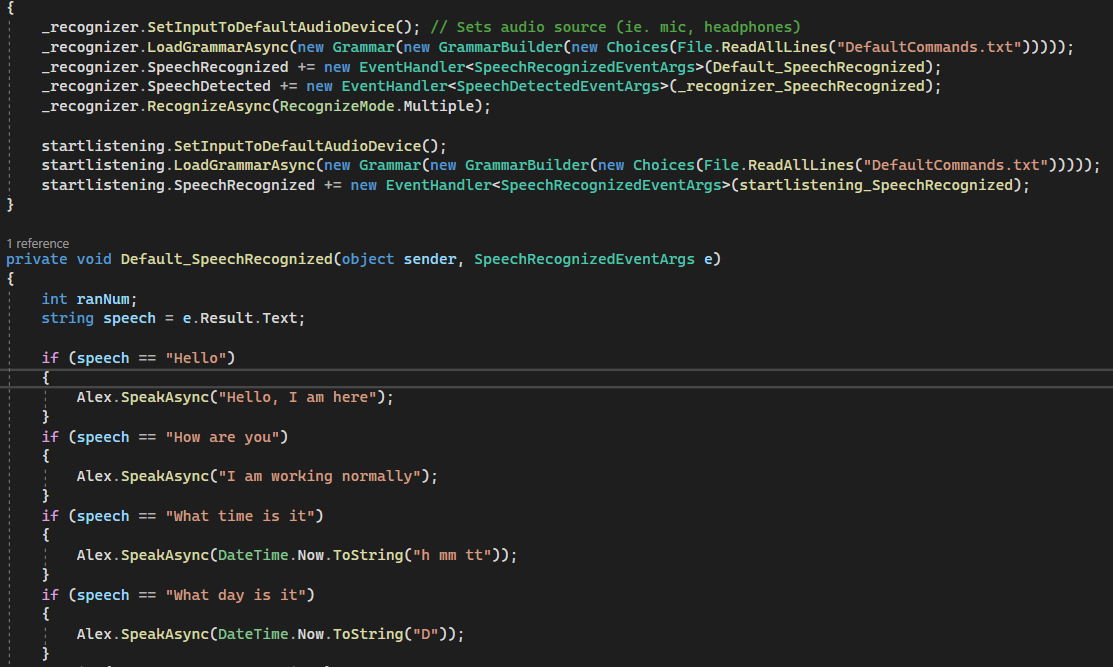 {
_recognizer.SetInputToDefaultAudioDevice(); // Sets audio source (ie. mic, headphones)
_recognizer.LoadGrammarAsync(new Grammar(new GrammarBuilder(new Choices(File.ReadAllLines("DefaultCommands.txt")))));
_recognizer.SpeechRecognized += new EventHandler<SpeechRecognizedEventArgs>(Default_SpeechRecognized);
_recognizer.SpeechDetected += new EventHandler<SpeechDetectedEventArgs>(_recognizer_SpeechRecognized);
_recognizer.RecognizeAsync(RecognizeMode.Multiple);
startlistening.SetInputToDefaultAudioDevice();
startlistening.LoadGrammarAsync(new Grammar(new GrammarBuilder(new Choices(File.ReadAllLines("DefaultCommands.txt")))));
startlistening.SpeechRecognized += new EventHandler<SpeechRecognizedEventArgs>(startlistening_SpeechRecognized);
}
1 reference
private void Default_SpeechRecognized(object sender, SpeechRecognizedEventArgs e)
{
int ranNum;
string speech = e.Result.Text;
if (speech == "Hello")
{
Alex.SpeakAsync("Hello, I am here");
}
if (speech == "How are you")
{
Alex.SpeakAsync("I am working normally");
}
if (speech == "What time is it")
{
Alex.SpeakAsync(DateTime.Now.ToString("h mm tt"));
}
if (speech == "What day is it")
{
Alex.SpeakAsync(DateTime.Now.ToString("D"));
}